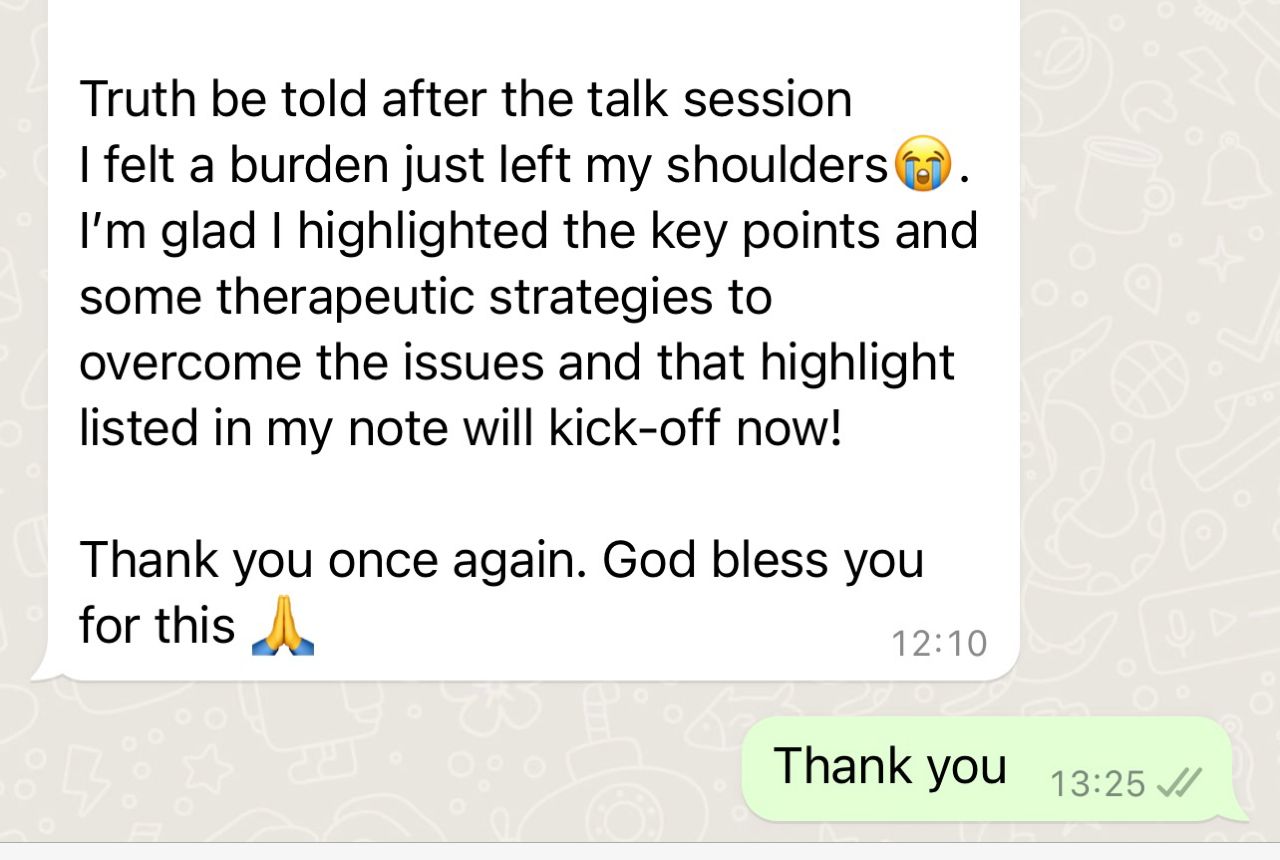 Truth be told after the talk session
I felt a burden just left my shoulders😭.
I’m glad I highlighted the key points and
some therapeutic strategies to
overcome the issues and that highlight
listed in my note will kick-off now!
Thank you once again. God bless you
for this 🙏
12:10
Thank you 13:25